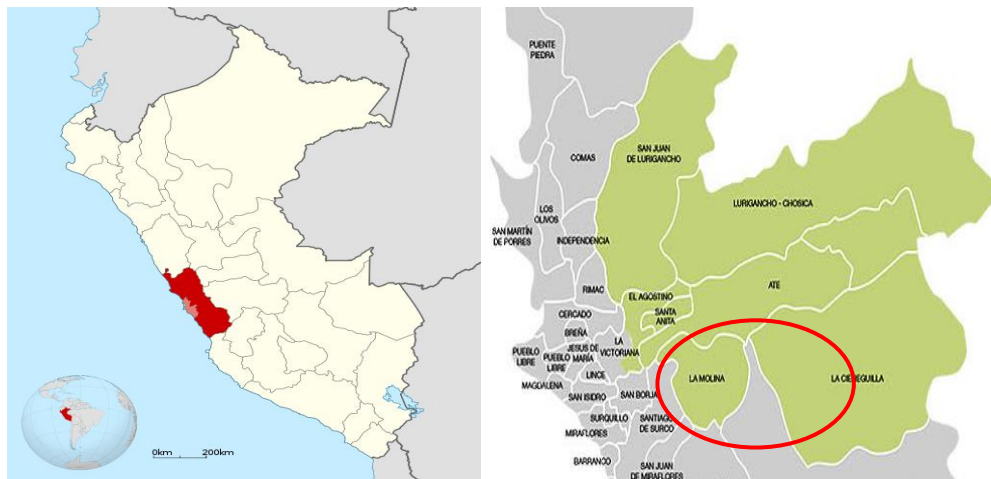 0km
200km
PUENTE
PIEDRA
COMAS
SAN JUAN
DE LURIGANCHO
LOS
OLIVOS
LURIGANCHO - CHOSICA
SAN MARTÍN
DE PORRES
INDEPENDENCIA
RIMAC
EL AGOSTINO
ATE
CERCADO
SANTA
ANITA
BREÑA
LA
VICTORIANA
PUEBLO
LIBRE
PUEBLO
LIBRE
JESUS DE
MARÍA
LINCE
MAGDALENA
SAN ISIDRO
SAN BORJA
LA MOLINA
LA CIENEGUILLA
SURQUILLO
SANTIAGO
DE SURCO
MIRAFLORES
BARRANCO
SAN JUAN
DE MIRAFLORES